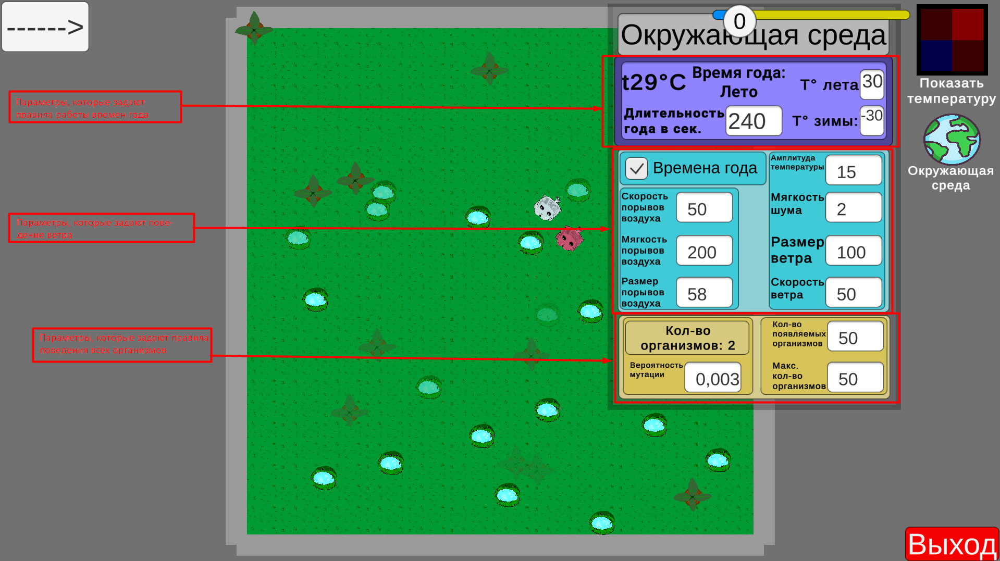 ------>
0
Окружающая среда
Показать
температуру
Окружающая
среда
Параметры, которые задают
правила работы времен года
t29°C
Время года:
Лето
T° лета
30
Длительность
года в сек.
240
T° зимы:
-30
Параметры, которые задают пове-
дение ветра
Времена года
Скорость
порывов
воздуха
50
Мягкость
порывов
воздуха
200
Размер
порывов
воздуха
58
Амплитуда
температуры
15
Мягкость
шума
2
Размер
ветра
100
Скорость
ветра
50
Параметры, которые задают правила
поведения всех организмов
Кол-во
организмов: 2
Вероятность
мутации
0,003
Кол-во
появляемых
организмов
50
Макс.
кол-во
организмов
50
Выход